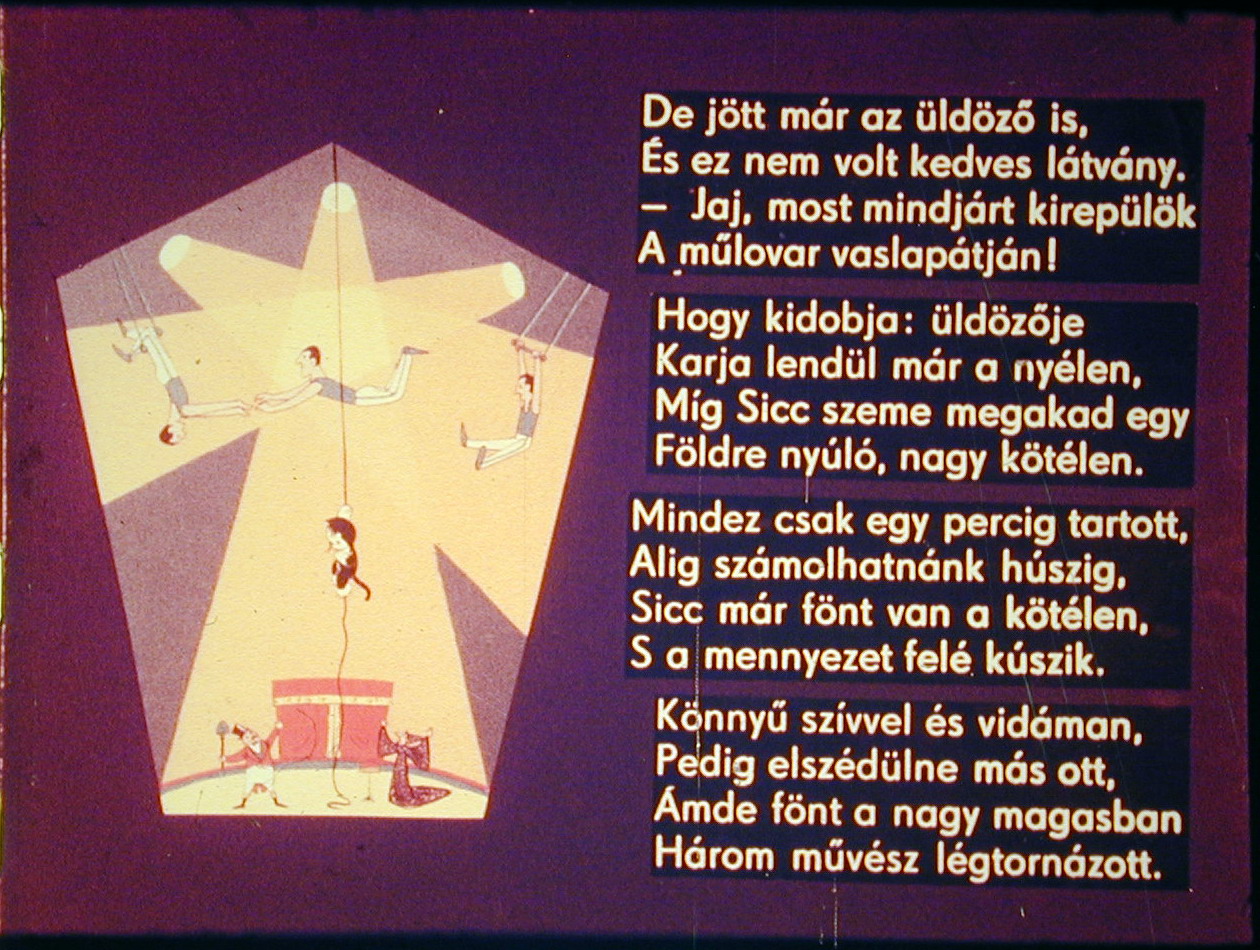 De jött már az üldöző is,
És ez nem volt kedves látvány.
– Jaj, most mindjárt kirepülök
A műlovar vaslapátján!
Hogy kidobja: üldözője
Karja lendül már a nyélen,
Míg Sicc szeme megakad egy
Földre nyúló, nagy kötélen.
Mindez csak egy percig tartott,
Alig számolhatnánk húszig,
Sicc már fönt van a kötélen,
S a mennyezet felé kúszik.
Könnyű szívvel és vidáman,
Pedig elszédülne más ott,
Ámde fönt a nagy magasban
Három művész légtornázott.